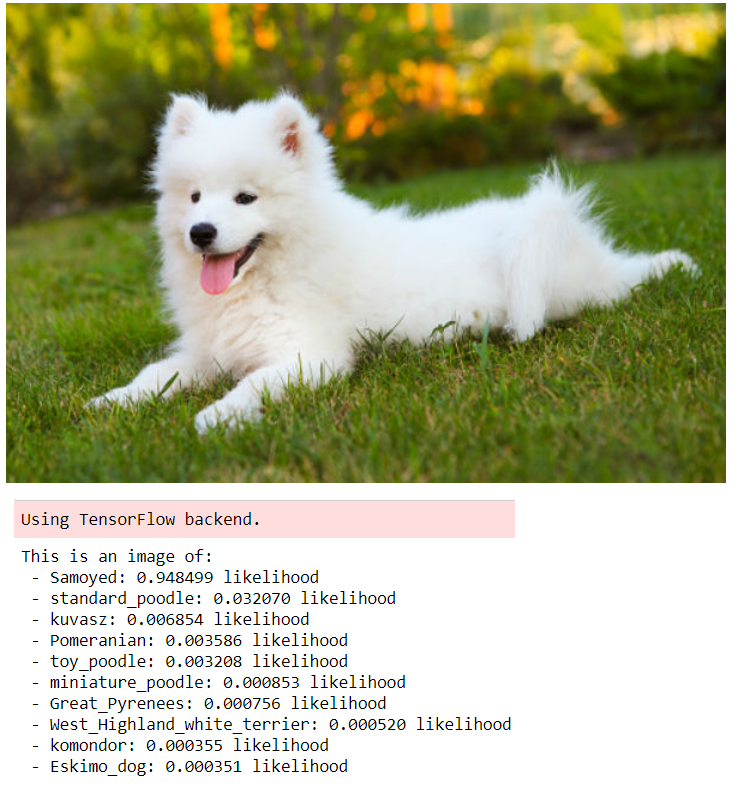 Using TensorFlow backend.
This is an image of:
- Samoyed: 0.948499 likelihood
- standard_poodle: 0.032070 likelihood
- kuvasz: 0.006854 likelihood
- Pomeranian: 0.003586 likelihood
- toy_poodle: 0.003208 likelihood
- miniature_poodle: 0.000853 likelihood
- Great_Pyrenees: 0.000756 likelihood
- West_Highland_white_terrier: 0.000520 likelihood
- komondor: 0.000355 likelihood
- Eskimo_dog: 0.000351 likelihood